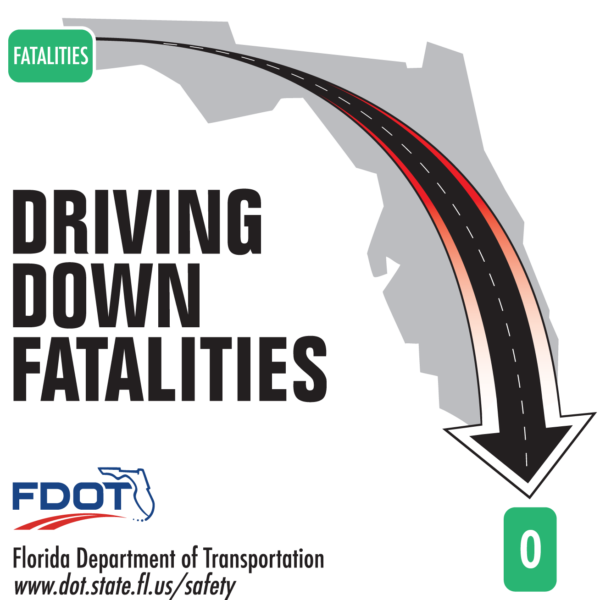 FATALITIES
DRIVING
DOWN
FATALITIES
FDOT
0
Florida Department of Transportation
www.dot.state.fl.us/safety